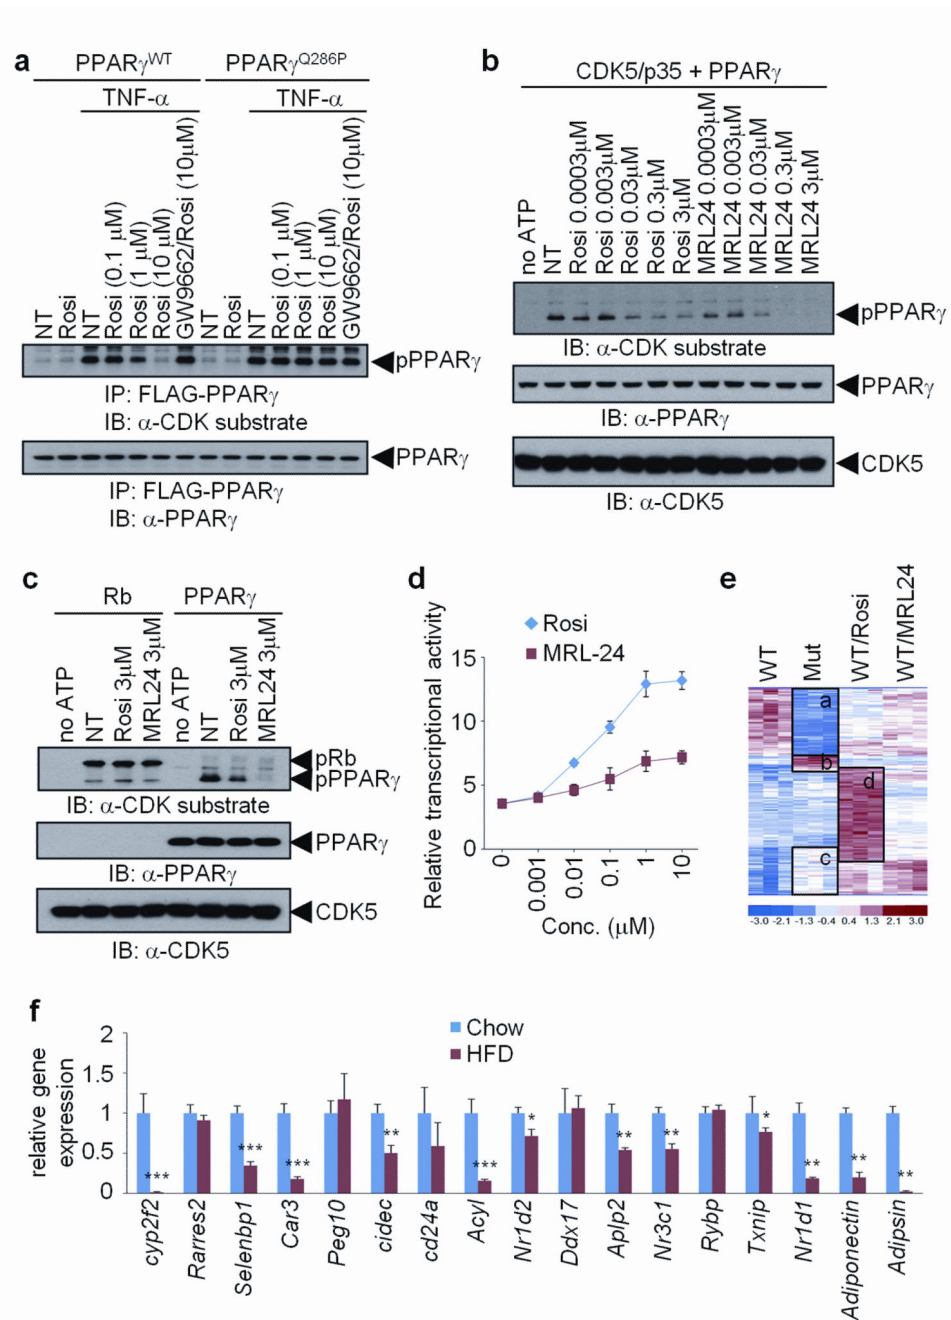 a
PPARγWT
PPARγQ286P
TNF-α
TNF-α
NT
Rosi
NT
Rosi (0.1 μM)
Rosi (1 μM)
Rosi (10 μM)
GW9662/Rosi (10μM)
NT
Rosi
NT
Rosi (0.1 μM)
Rosi (1 μM)
Rosi (10 μM)
GW9662/Rosi (10μM)
pPPARγ
IP: FLAG-PPARγ
IB: α-CDK substrate
PPARγ
IP: FLAG-PPARγ
IB: α-PPARγ
b
CDK5/p35 + PPARγ
no ATP
NT
Rosi 0.0003μM
Rosi 0.003μM
Rosi 0.03μM
Rosi 0.3μM
Rosi 3μM
MRL24 0.0003μM
MRL24 0.003μM
MRL24 0.03μM
MRL24 0.3μM
MRL24 3μM
pPPARγ
IB: α-CDK substrate
PPARγ
IB: α-PPARγ
CDK5
IB: α-CDK5
c
Rb
PPARγ
no ATP
NT
Rosi 3μM
MRL24 3μM
no ATP
NT
Rosi 3μM
MRL24 3μM
pRb
pPPARγ
IB: α-CDK substrate
PPARγ
IB: α-PPARγ
CDK5
IB: α-CDK5
d
Rosi
MRL-24
Relative transcriptional activity
15
10
5
0
0
0.001
0.01
0.1
1
10
Conc. (μM)
e
WT
Mut
WT/Rosi
WT/MRL24
a
b
d
c
-3.0 -2.1 -1.3 -0.4 0.4 1.3 2.1 3.0
f
Chow
HFD
relative gene
expression
2
1.5
1
0.5
0
***
***
***
**
***
*
**
**
*
**
**
**
cyp2f2
Rarres2
Selenbp1
Car3
Peg10
cidec
cd24a
Acyl
Nr1d2
Ddx17
Aplp2
Nr3c1
Rybp
Txnip
Nr1d1
Adiponectin
Adipsin